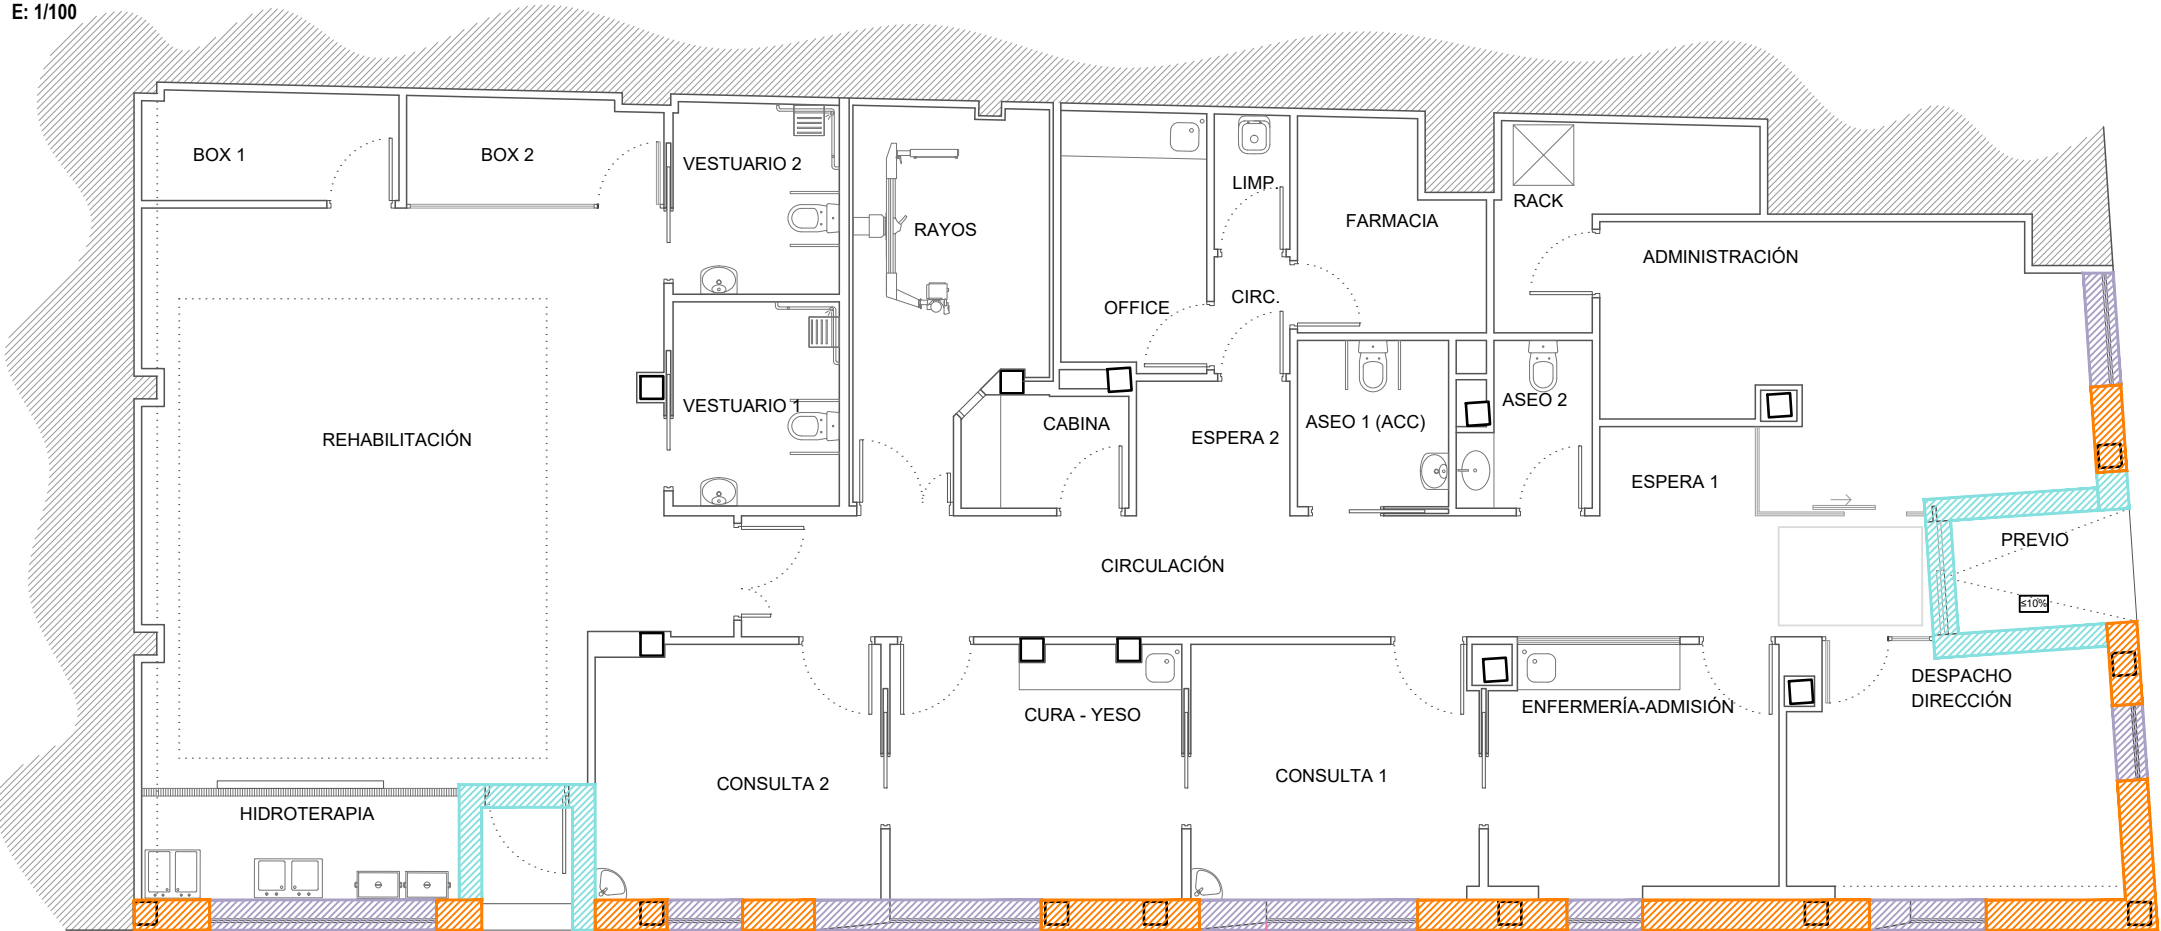 E: 1/100
BOX 1
BOX 2
VESTUARIO 2
RAYOS
LIMP.
FARMACIA
RACK
ADMINISTRACIÓN
OFFICE
CIRC.
VESTUARIO 1
REHABILITACIÓN
CABINA
ESPERA 2
ASEO 1 (ACC)
ASEO 2
ESPERA 1
CIRCULACIÓN
PREVIO
≤10%
DESPACHO
DIRECCIÓN
CURA - YESO
ENFERMERÍA-ADMISIÓN
CONSULTA 2
CONSULTA 1
HIDROTERAPIA